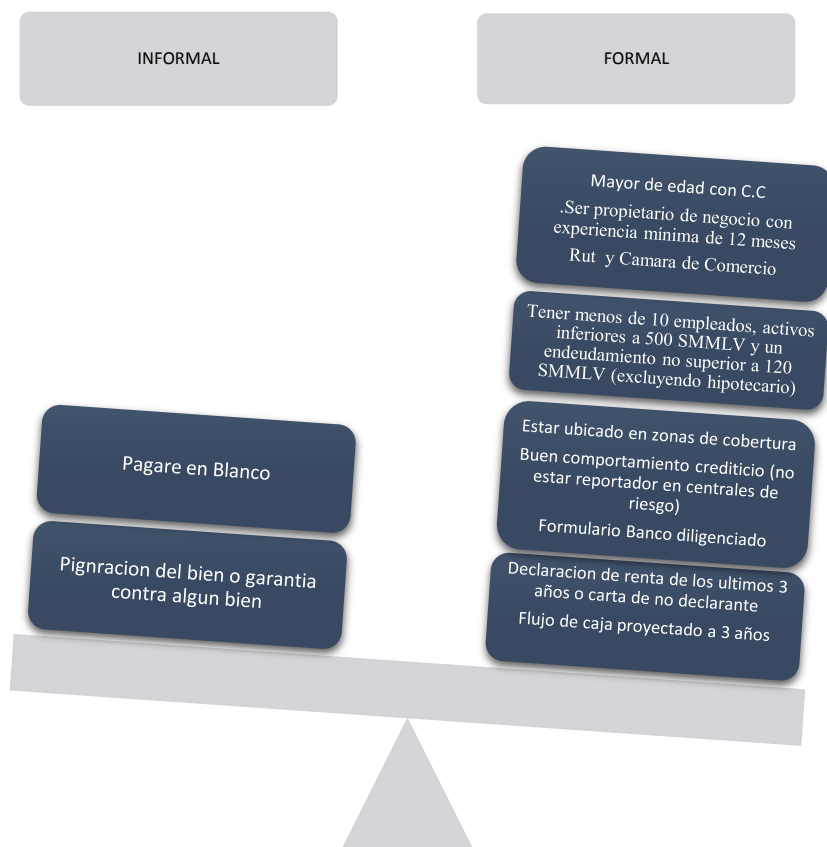 INFORMAL
FORMAL
Mayor de edad con C.C
.Ser propietario de negocio con
experiencia mínima de 12 meses
Rut y Camara de Comercio
Tener menos de 10 empleados, activos
inferiores a 500 SMMLV y un
endeudamiento no superior a 120
SMMLV (excluyendo hipotecario)
Estar ubicado en zonas de cobertura
Buen comportamiento crediticio (no
estar reportador en centrales de
riesgo)
Formulario Banco diligenciado
Declaracion de renta de los ultimos 3
años o carta de no declarante
Flujo de caja proyectado a 3 años
Pagare en Blanco
Pignracion del bien o garantia
contra algun bien